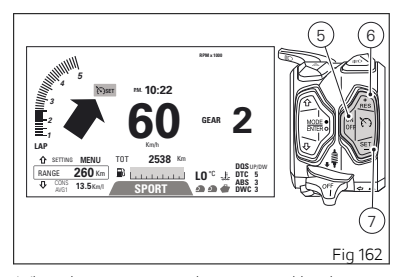 RPM x 1000
5
4
3
2
1
LAP
SET
PM. 10:22
60
Km/h
GEAR 2
SETTING MENU
RANGE 260 Km
CONS AVG1 13.5 Km/l
TOT 2538 Km
LO °C
DQS UP/DW
DTC 5
ABS 3
DWC 3
SPORT
5
6
MODE
ENTER
RES
OFF
SET
OFF
7
Fig 162